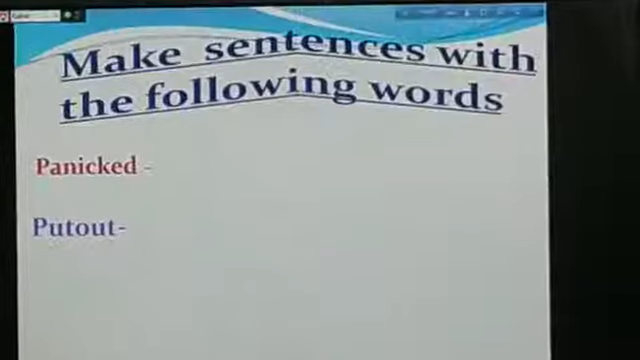 Make sentences with
the following words
Panicked -
Putout-